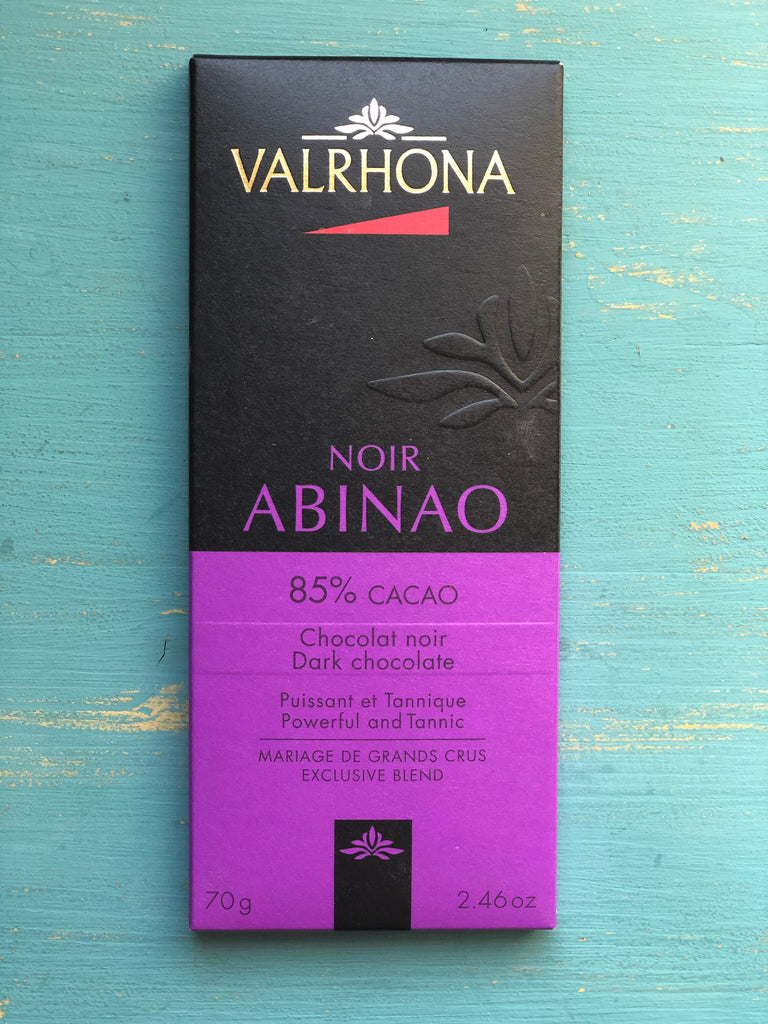 VALRHONA
NOIR
ABINAO
85% CACAO
Chocolat noir
Dark chocolate
Puissant et Tannique
Powerful and Tannic
MARIAGE DE GRANDS CRUS
EXCLUSIVE BLEND
70g 2.46oz